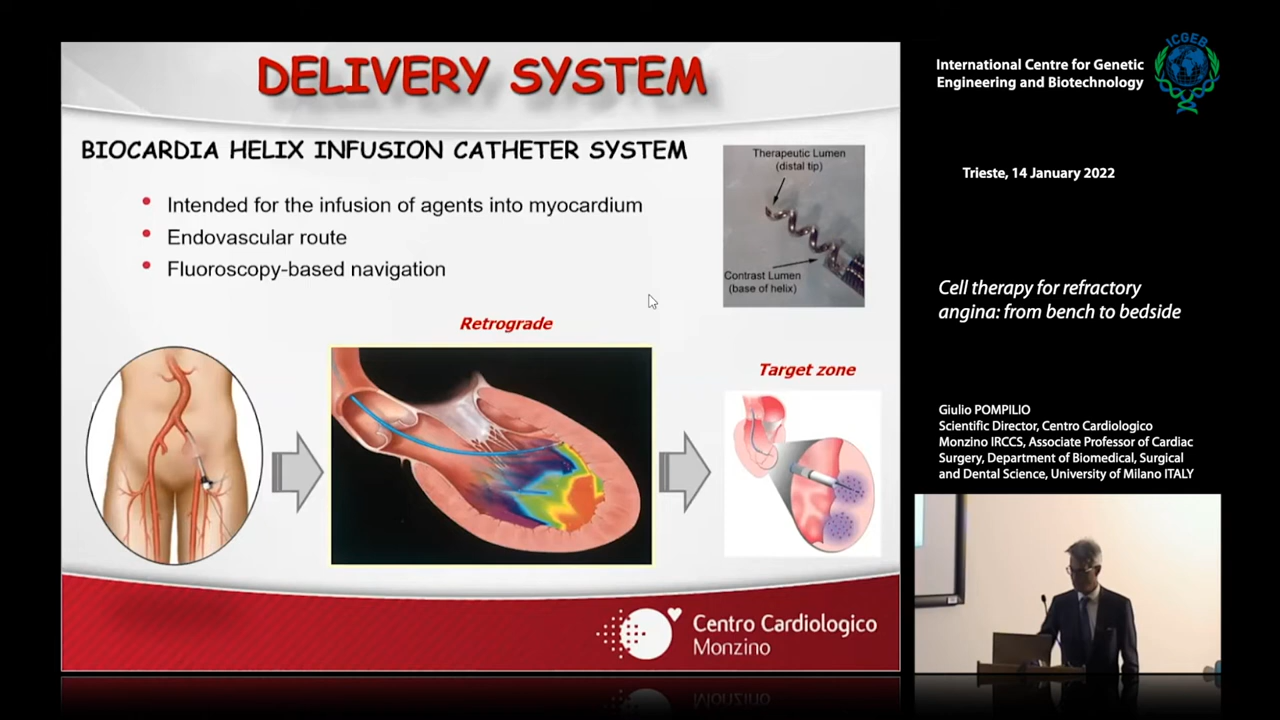 DELIVERY SYSTEM
BIOCARDIA HELIX INFUSION CATHETER SYSTEM
• Intended for the infusion of agents into myocardium
• Endovascular route
• Fluoroscopy-based navigation
Therapeutic Lumen
(distal tip)
Contrast Lumen
(base of helix)
Retrograde
Target zone
Centro Cardiologico
Monzino
International Centre for Genetic
Engineering and Biotechnology
ICGEB
Trieste, 14 January 2022
Cell therapy for refractory
angina: from bench to bedside
Giulio POMPILIO
Scientific Director, Centro Cardiologico
Monzino IRCCS, Associate Professor of Cardiac
Surgery, Department of Biomedical, Surgical
and Dental Science, University of Milano ITALY